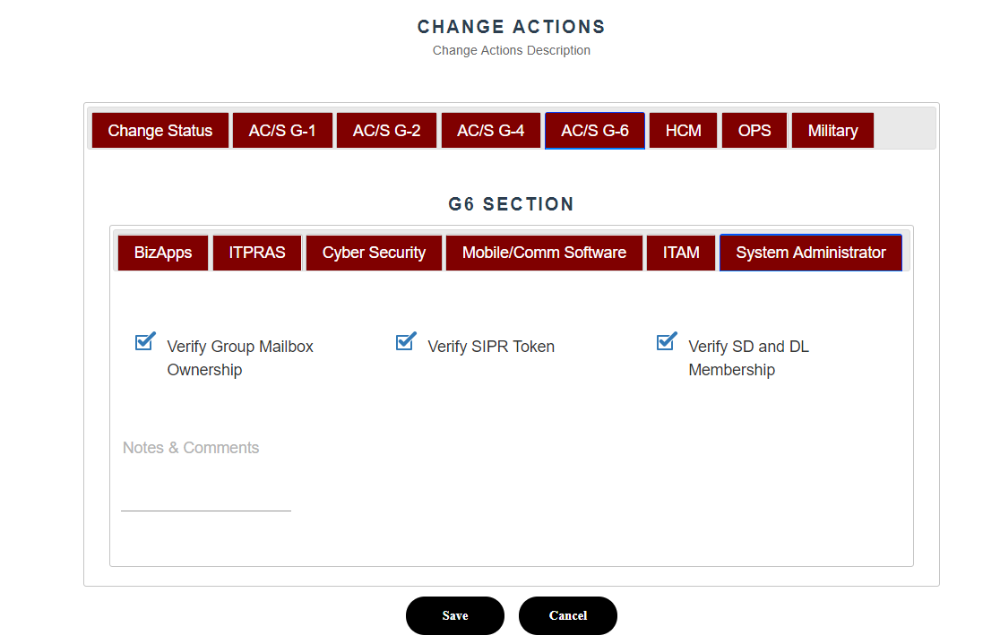 CHANGE ACTIONS
Change Actions Description
Change Status AC/S G-1 AC/S G-2 AC/S G-4 AC/S G-6 HCM OPS Military
G6 SECTION
BizApps ITPRAS Cyber Security Mobile/Comm Software ITAM System Administrator
Verify Group Mailbox Verify SIPR Token Verify SD and DL
Ownership Membership
Notes & Comments
Save Cancel